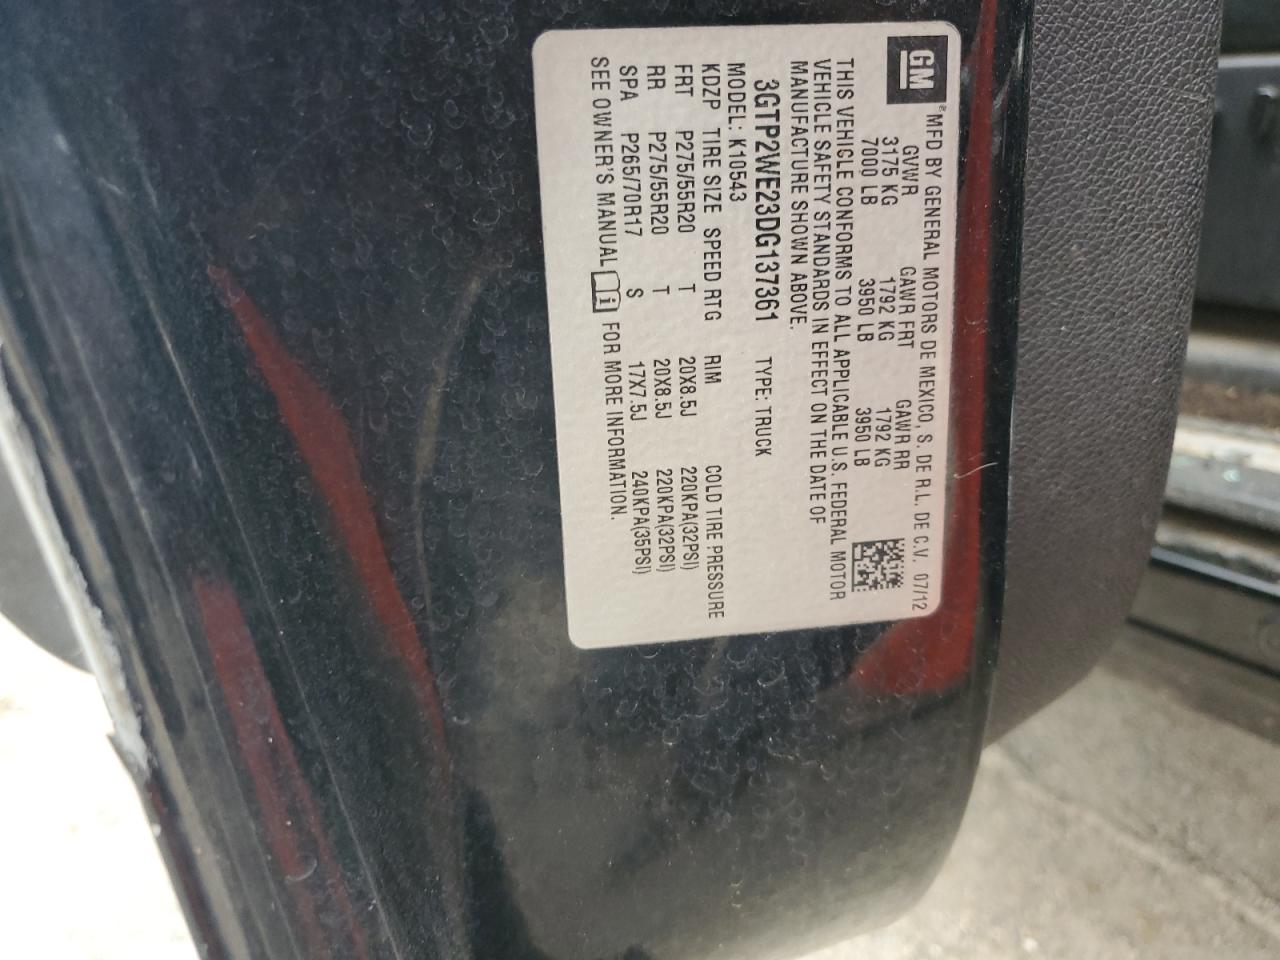 GM
®MFD BY GENERAL MOTORS DE MEXICO, S. DE R.L. DE C.V. 07/12
GVWR GAWR FRT GAWR RR
3175 KG 1792 KG 1792 KG
7000 LB 3950 LB 3950 LB
THIS VEHICLE CONFORMS TO ALL APPLICABLE U.S. FEDERAL MOTOR
VEHICLE SAFETY STANDARDS IN EFFECT ON THE DATE OF
MANUFACTURE SHOWN ABOVE.
3GTP2WE23DG137361 TYPE: TRUCK
MODEL: K10543
KDZP TIRE SIZE SPEED RTG RIM COLD TIRE PRESSURE
FRT P275/55R20 T 20X8.5J 220KPA(32PSI)
RR P275/55R20 T 20X8.5J 220KPA(32PSI)
SPA P265/70R17 S 17X7.5J 240KPA(35PSI)
SEE OWNER'S MANUAL i FOR MORE INFORMATION.